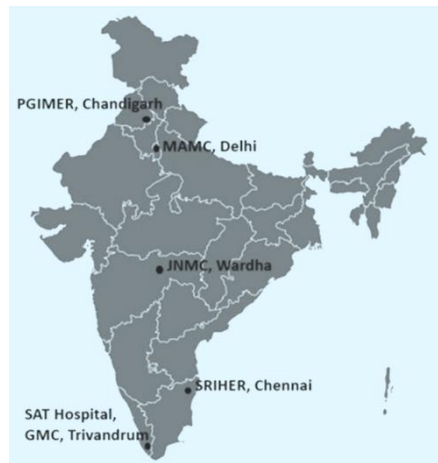 PGIMER, Chandigarh
MAMC, Delhi
JNMC, Wardha
SRIHER, Chennai
SAT Hospital,
GMC, Trivandrum